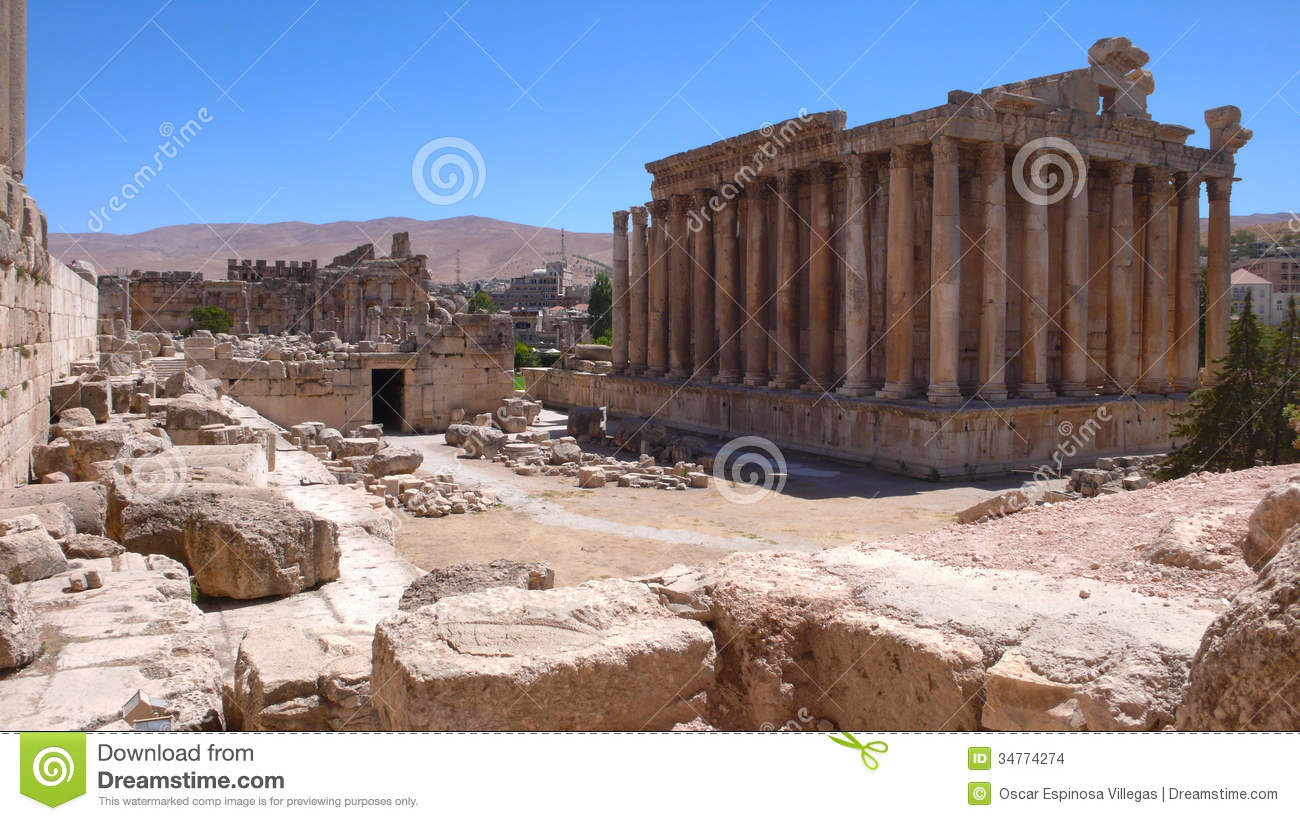 dreamstime.
dreamstime.
dreamstime.
dreamstime.
Download from
Dreamstime.com
This watermarked comp image is for previewing purposes only.
ID 34774274
© Oscar Espinosa Villegas | Dreamstime.com